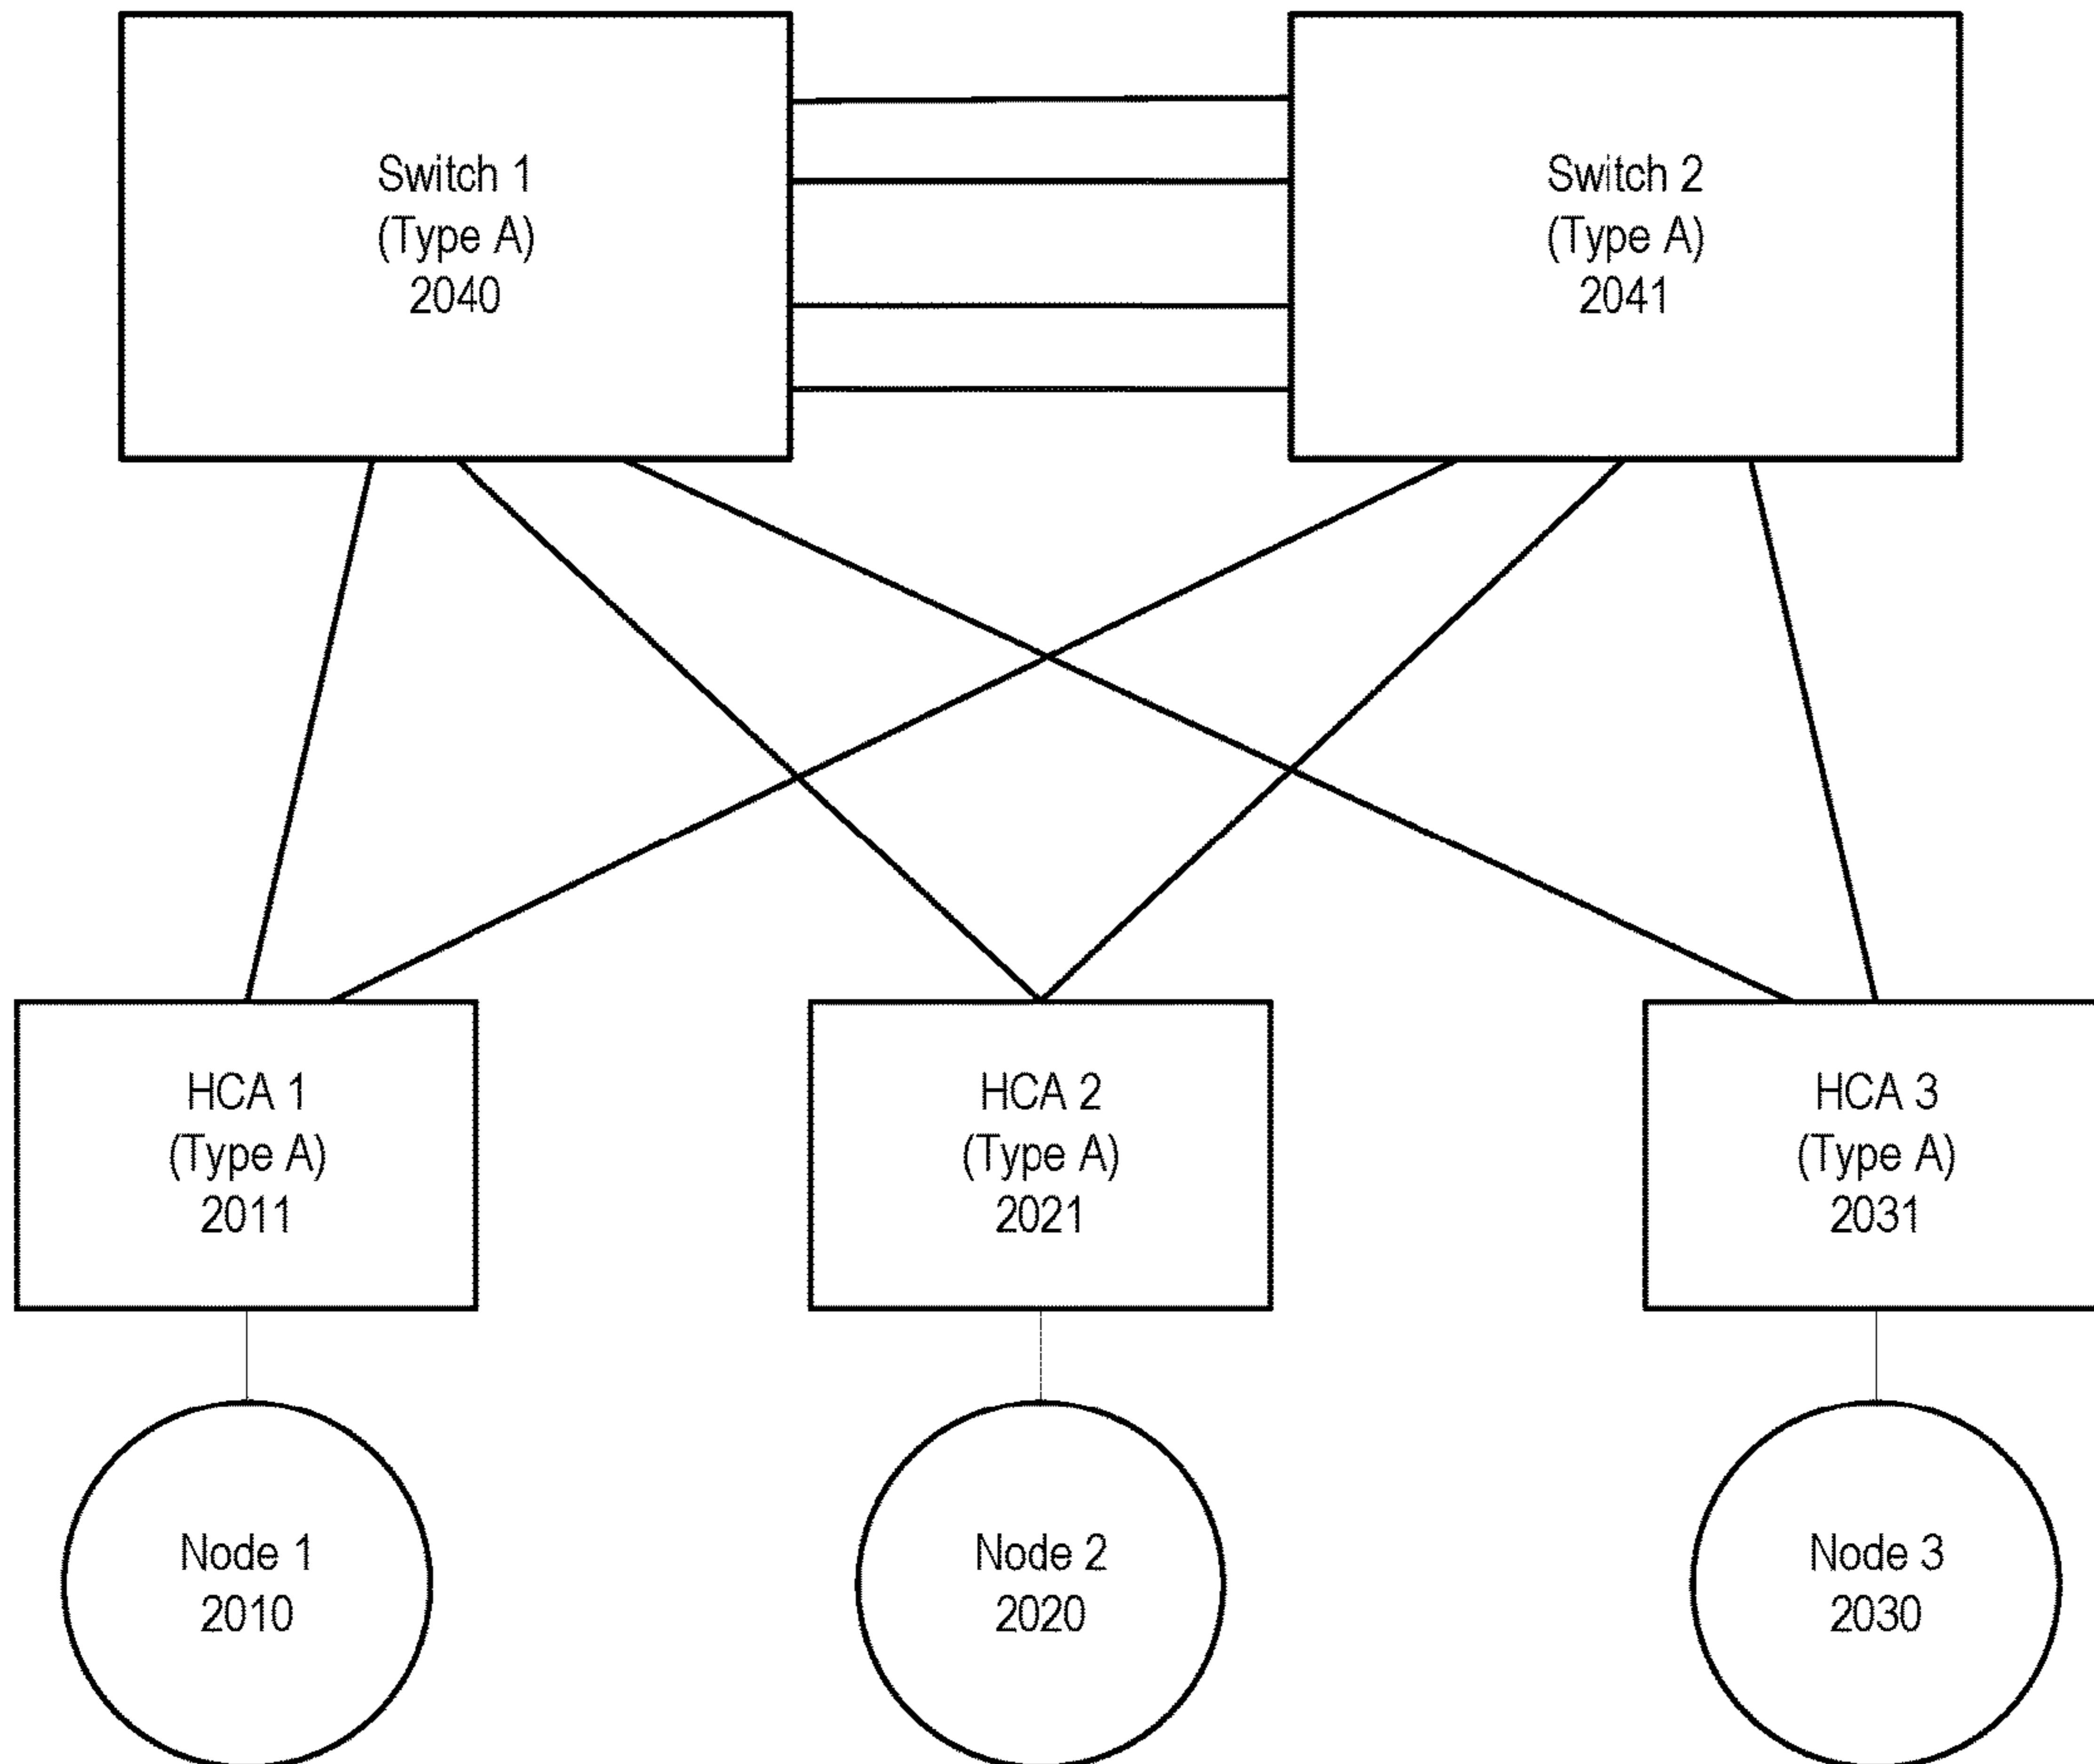 Switch 1
(Type A)
2040
Switch 2
(Type A)
2041
HCA 1
(Type A)
2011
HCA 2
(Type A)
2021
HCA 3
(Type A)
2031
Node 1
2010
Node 2
2020
Node 3
2030